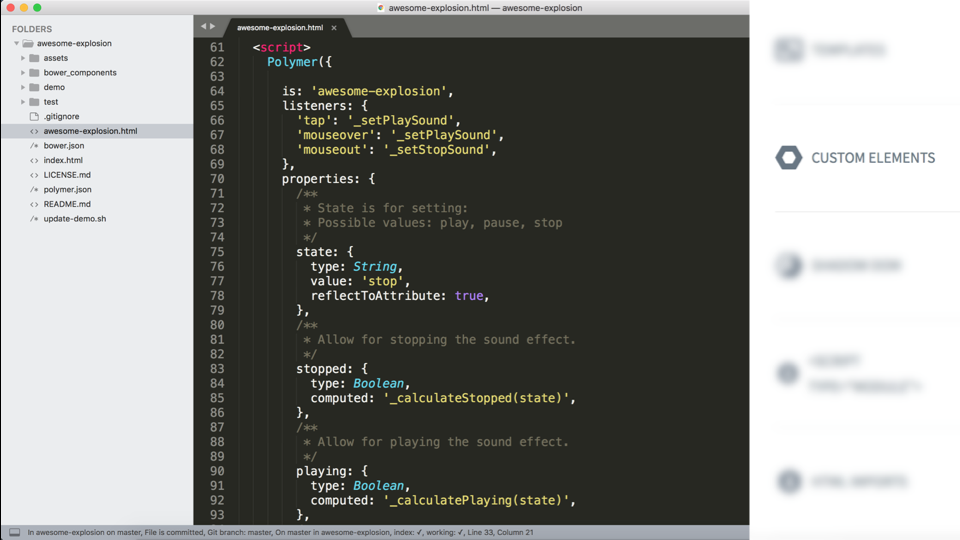 awesome-explosion.html — awesome-explosion
FOLDERS
awesome-explosion
assets
bower_components
demo
test
.gitignore
awesome-explosion.html
bower.json
index.html
LICENSE.md
polymer.json
README.md
update-demo.sh
awesome-explosion.html ×
61 <script>
62 Polymer({
63
64 is: 'awesome-explosion',
65 listeners: {
66 'tap': '_setPlaySound',
67 'mouseover': '_setPlaySound',
68 'mouseout': '_setStopSound',
69 },
70 properties: {
71 /**
72 * State is for setting:
73 * Possible values: play, pause, stop
74 */
75 state: {
76 type: String,
77 value: 'stop',
78 reflectToAttribute: true,
79 },
80 /**
81 * Allow for stopping the sound effect.
82 */
83 stopped: {
84 type: Boolean,
85 computed: '_calculateStopped(state)',
86 },
87 /**
88 * Allow for playing the sound effect.
89 */
90 playing: {
91 type: Boolean,
92 computed: '_calculatePlaying(state)',
93 },
In awesome-explosion on master, File is committed, Git branch: master, On master in awesome-explosion, index: ✓, working: ✓, Line 33, Column 21
TEMPLATES
CUSTOM ELEMENTS
SHADOW DOM
HTML IMPORTS